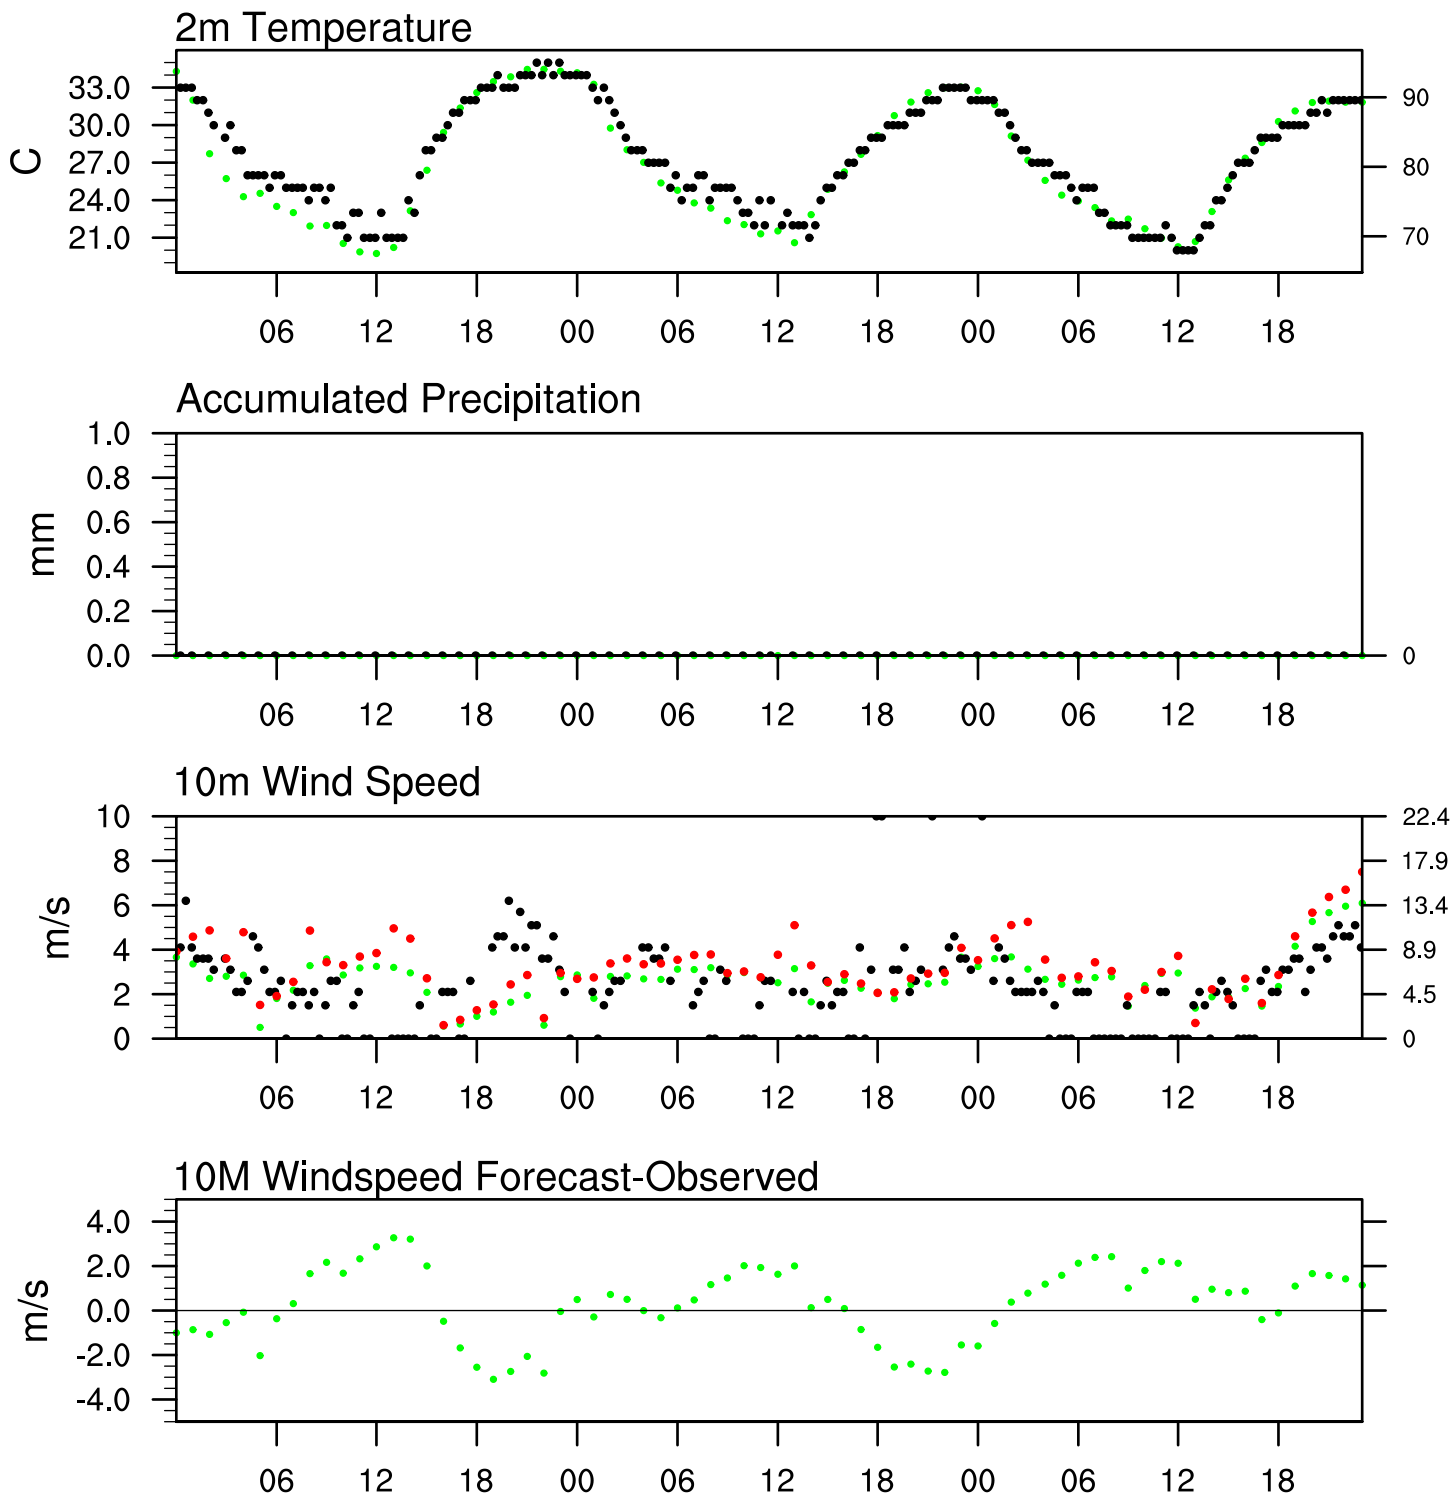 2m Temperature
C
33.0
30.0
27.0
24.0
21.0
90
80
70
06 12 18 00 06 12 18 00 06 12 18
Accumulated Precipitation
mm
1.0
0.8
0.6
0.4
0.2
0.0
0
06 12 18 00 06 12 18 00 06 12 18
10m Wind Speed
m/s
10
8
6
4
2
0
22.4
17.9
13.4
8.9
4.5
0
06 12 18 00 06 12 18 00 06 12 18
10M Windspeed Forecast-Observed
m/s
4.0
2.0
0.0
-2.0
-4.0
06 12 18 00 06 12 18 00 06 12 18